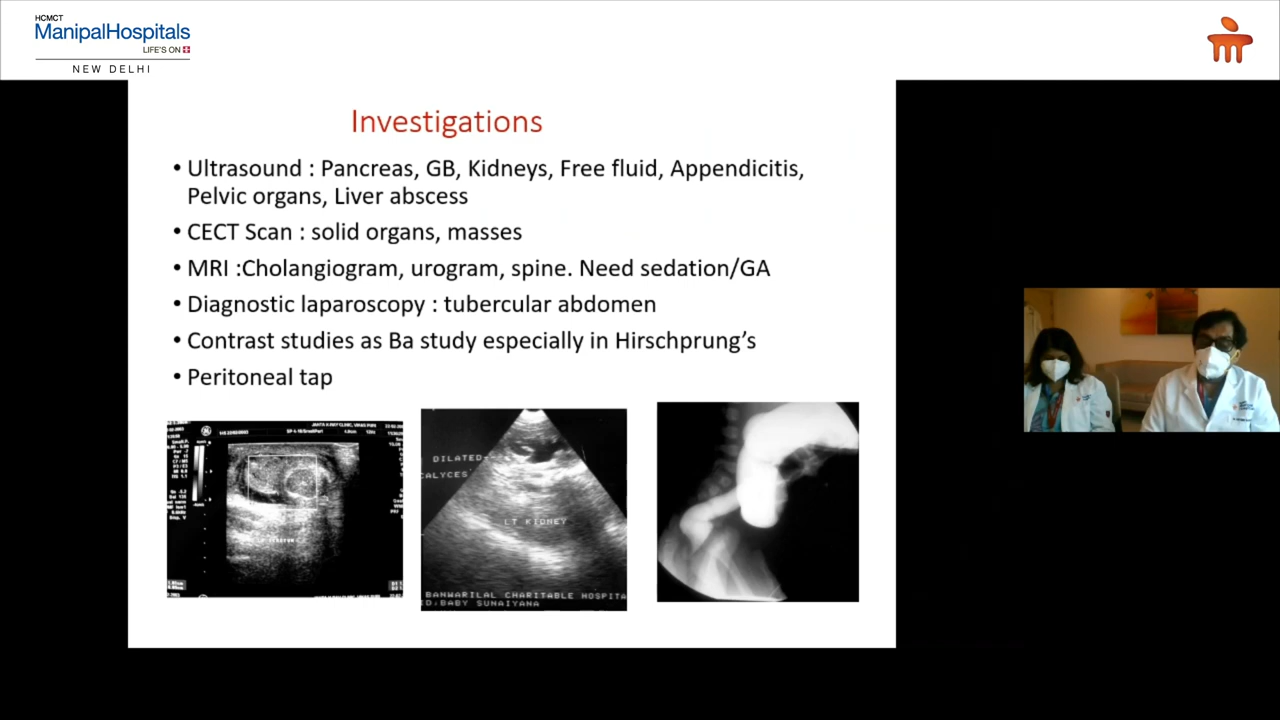 HCMCT
ManipalHospitals
LIFE'S ON
NEW DELHI
Investigations
• Ultrasound : Pancreas, GB, Kidneys, Free fluid, Appendicitis,
Pelvic organs, Liver abscess
• CECT Scan : solid organs, masses
• MRI :Cholangiogram, urogram, spine. Need sedation/GA
• Diagnostic laparoscopy : tubercular abdomen
• Contrast studies as Ba study especially in Hirschprung's
• Peritoneal tap
DILATED
CALYCES
LT KIDNEY
BANWARILAL CHARITABLE HOSPITA
ID:BABY SUNAIYANA